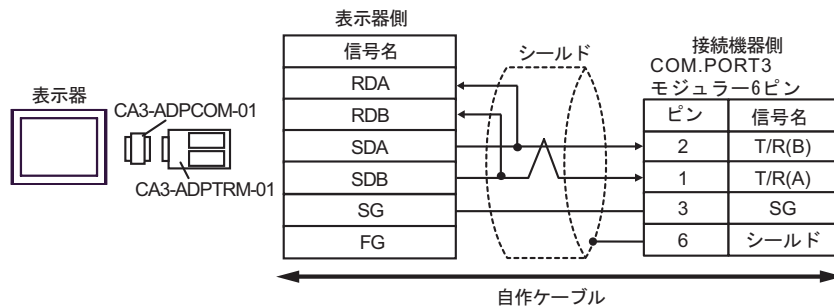 表示器
CA3-ADPCOM-01
CA3-ADPTRM-01
表示器側
信号名
RDA
RDB
SDA
SDB
SG
FG
シールド
接続機器側
COM.PORT3
モジュラー6ピン
ピン 信号名
2 T/R(B)
1 T/R(A)
3 SG
6 シールド
自作ケーブル